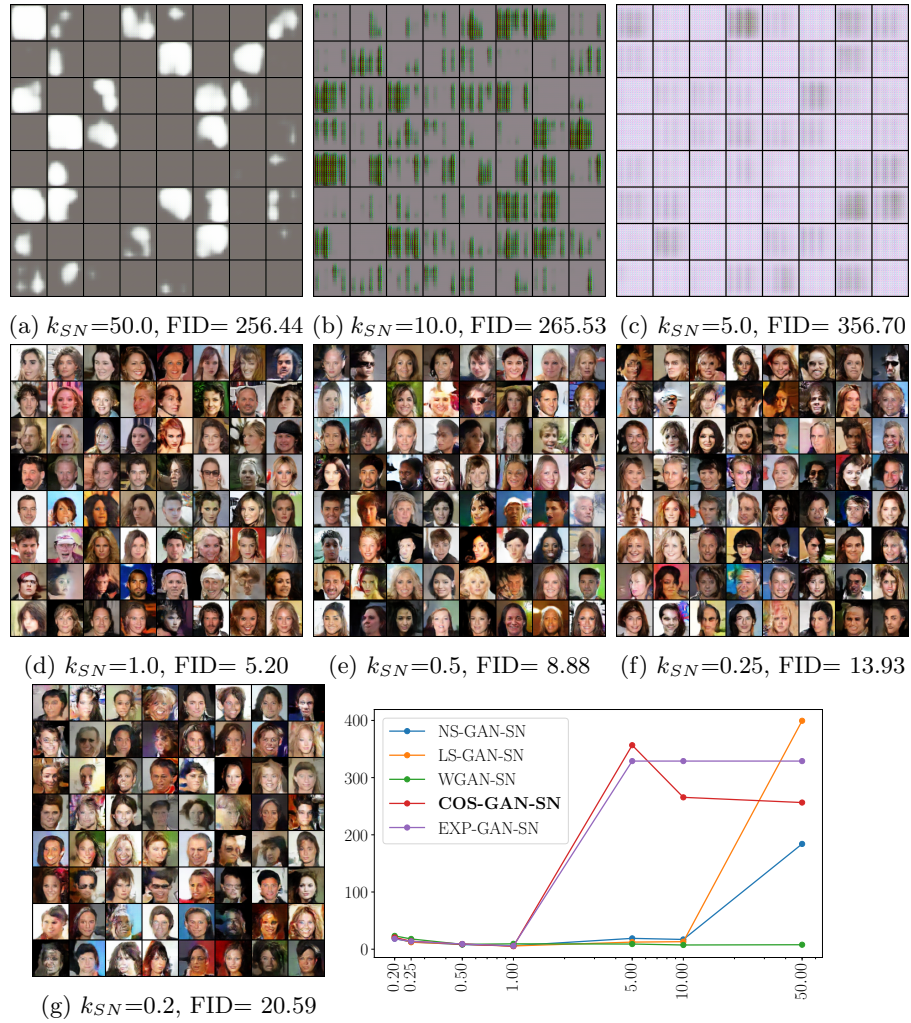 (a) k_SN=50.0, FID= 256.44
(b) k_SN=10.0, FID= 265.53
(c) k_SN=5.0, FID= 356.70
(d) k_SN=1.0, FID= 5.20
(e) k_SN=0.5, FID= 8.88
(f) k_SN=0.25, FID= 13.93
(g) k_SN=0.2, FID= 20.59
400
300
200
100
0
NS-GAN-SN
LS-GAN-SN
WGAN-SN
COS-GAN-SN
EXP-GAN-SN
0.20
0.25
0.50
1.00
5.00
10.00
50.00